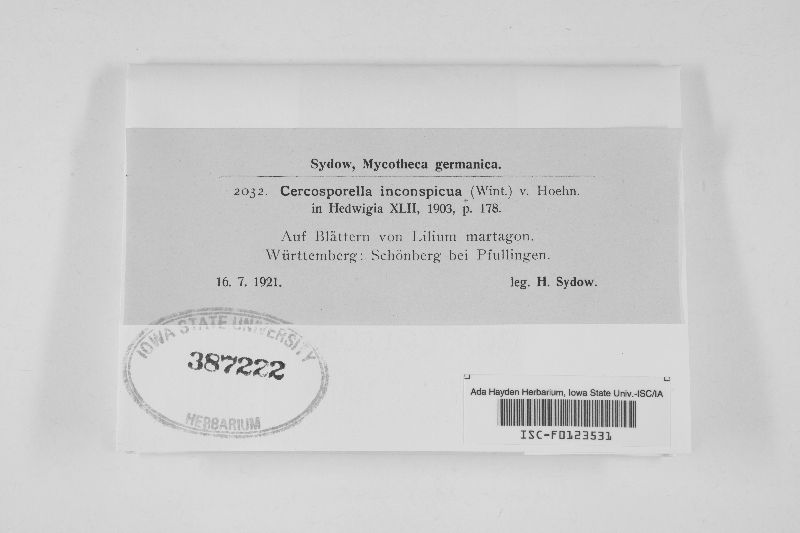 Sydow, Mycotheca germanica.
2032. Cercosporella inconspicua (Wint.) v. Hoehn.
in Hedwigia XLII, 1903, p. 178.
Auf Blättern von Lilium martagon.
Württemberg: Schönberg bei Pfullingen.
16. 7. 1921. leg. H. Sydow.
IOWA STATE UNIVERSITY
387222
HERBARIUM
Ada Hayden Herbarium, Iowa State Univ.-ISC/IA
ISC-F0123531